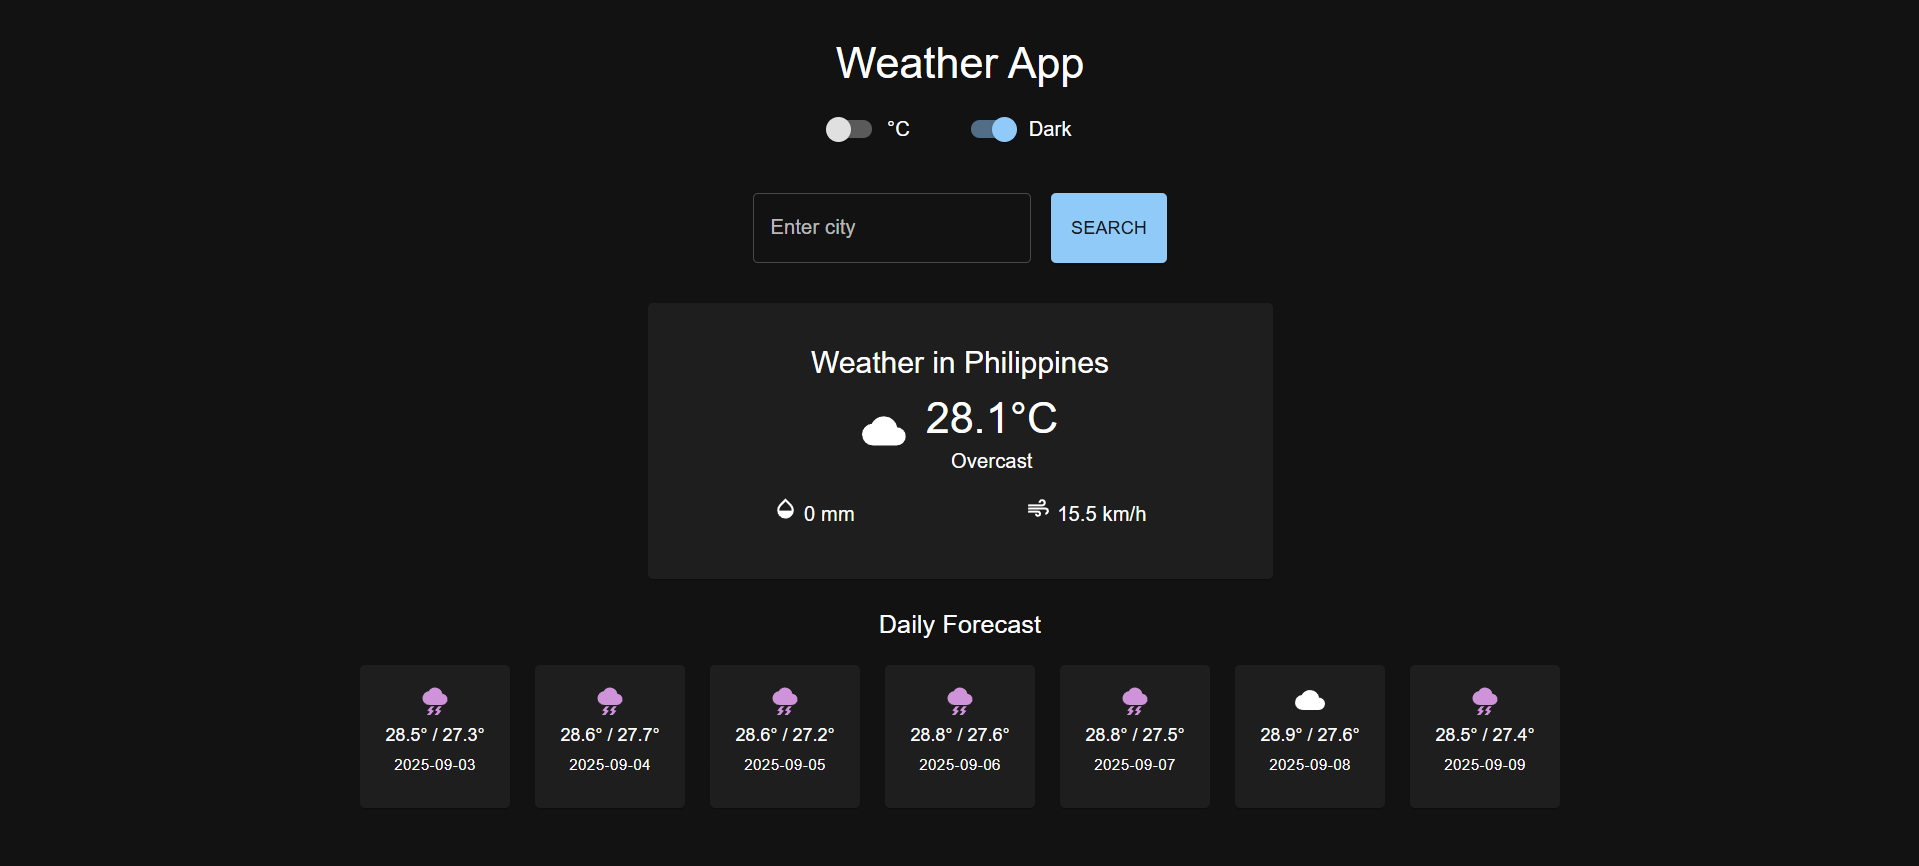 Weather App
°C Dark
Enter city SEARCH
Weather in Philippines
28.1°C
Overcast
0 mm 15.5 km/h
Daily Forecast
28.5° / 27.3° 28.6° / 27.7° 28.6° / 27.2° 28.8° / 27.6° 28.8° / 27.5° 28.9° / 27.6° 28.5° / 27.4°
2025-09-03 2025-09-04 2025-09-05 2025-09-06 2025-09-07 2025-09-08 2025-09-09